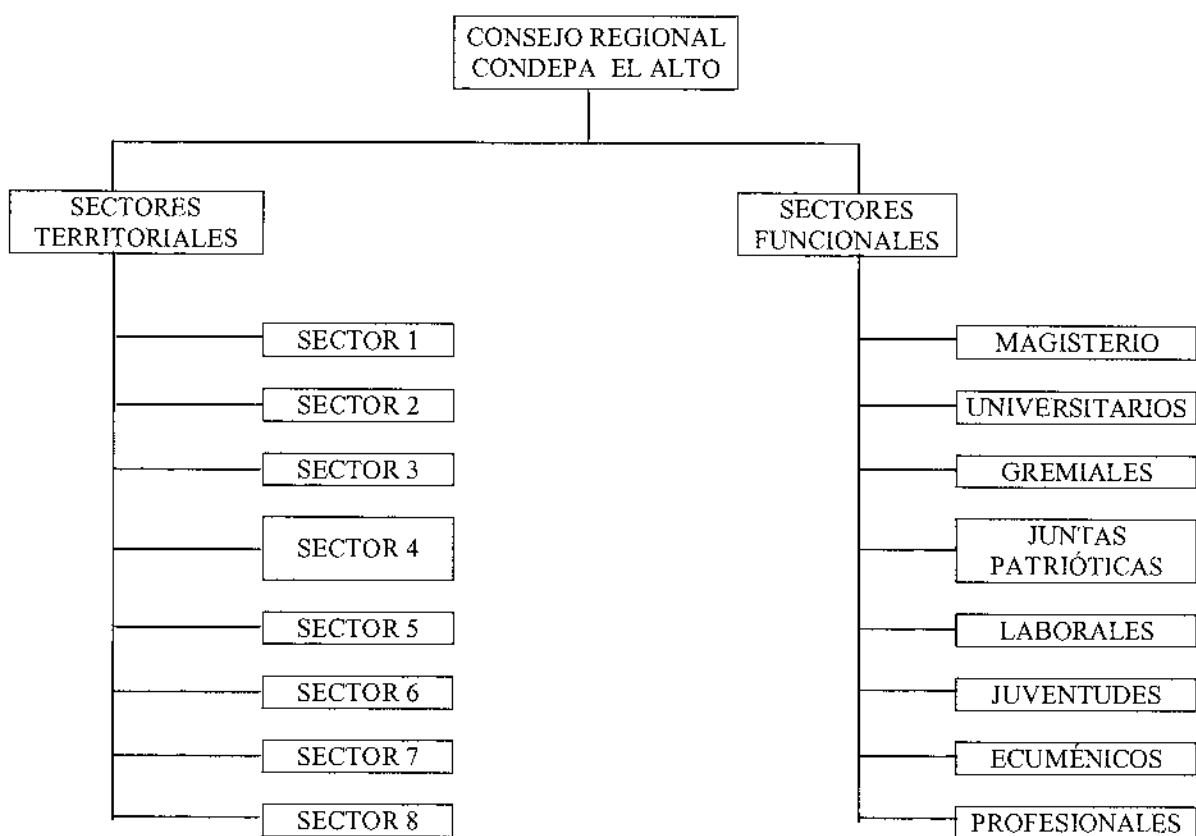 CONSEJO REGIONAL
CONDEPA EL ALTO
SECTORES
TERRITORIALES
SECTOR 1
SECTOR 2
SECTOR 3
SECTOR 4
SECTOR 5
SECTOR 6
SECTOR 7
SECTOR 8
SECTORES
FUNCIONALES
MAGISTERIO
UNIVERSITARIOS
GREMIALES
JUNTAS
PATRIÓTICAS
LABORALES
JUVENTUDES
ECUMÉNICOS
PROFESIONALES